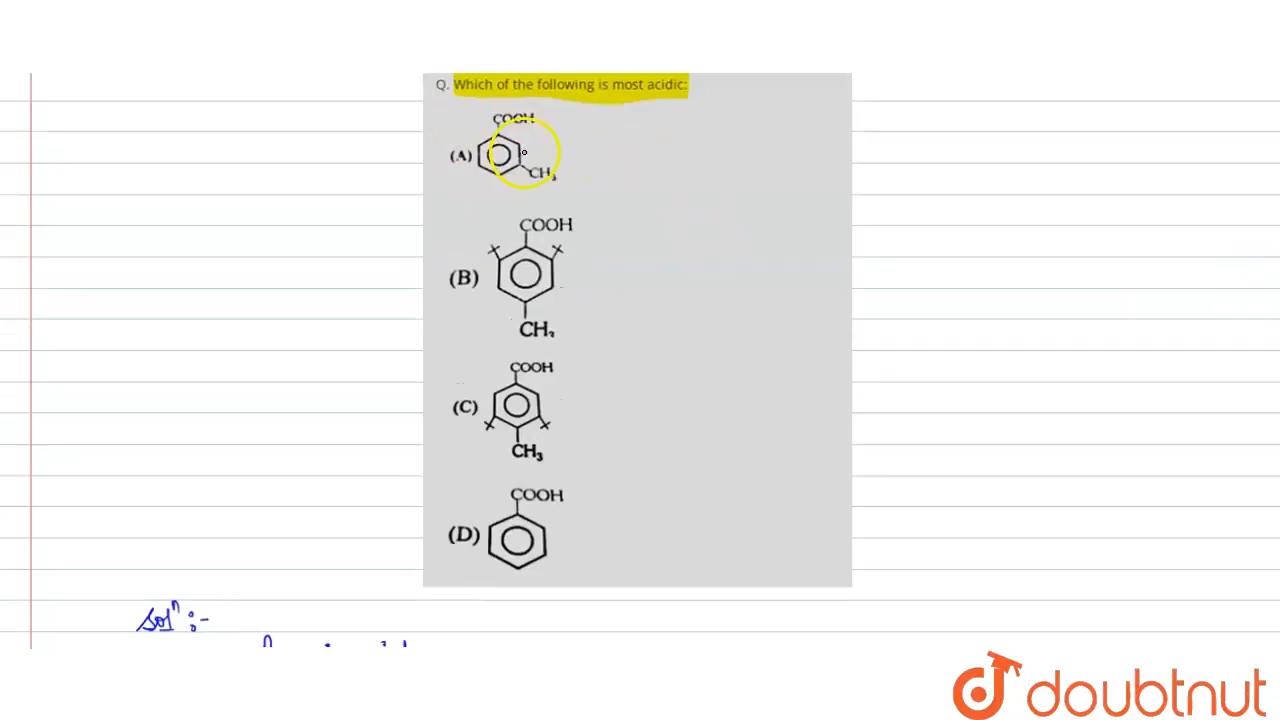 Q. Which of the following is most acidic:
COOH
(A)
CH3
COOH
(B)
CH3
COOH
(C)
CH3
COOH
(D)
Solⁿ :-
doubtnut